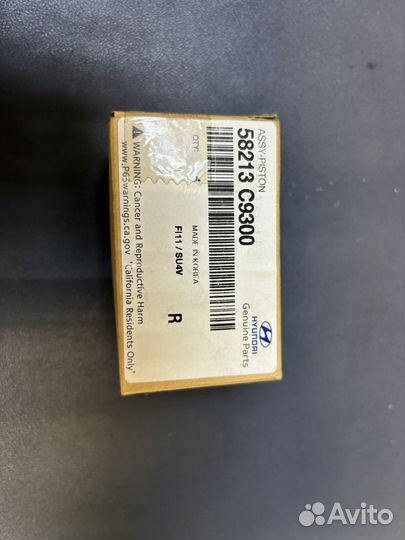 ASSY-PISTON
58213 C9300
HYUNDAI
Genuine Parts
QTY:
MADE IN KOREA
FI11 / SU4V
R
WARNING: Cancer and Reproductive Harm
www.P65warnings.ca.gov
'California Residents Only'
Avito